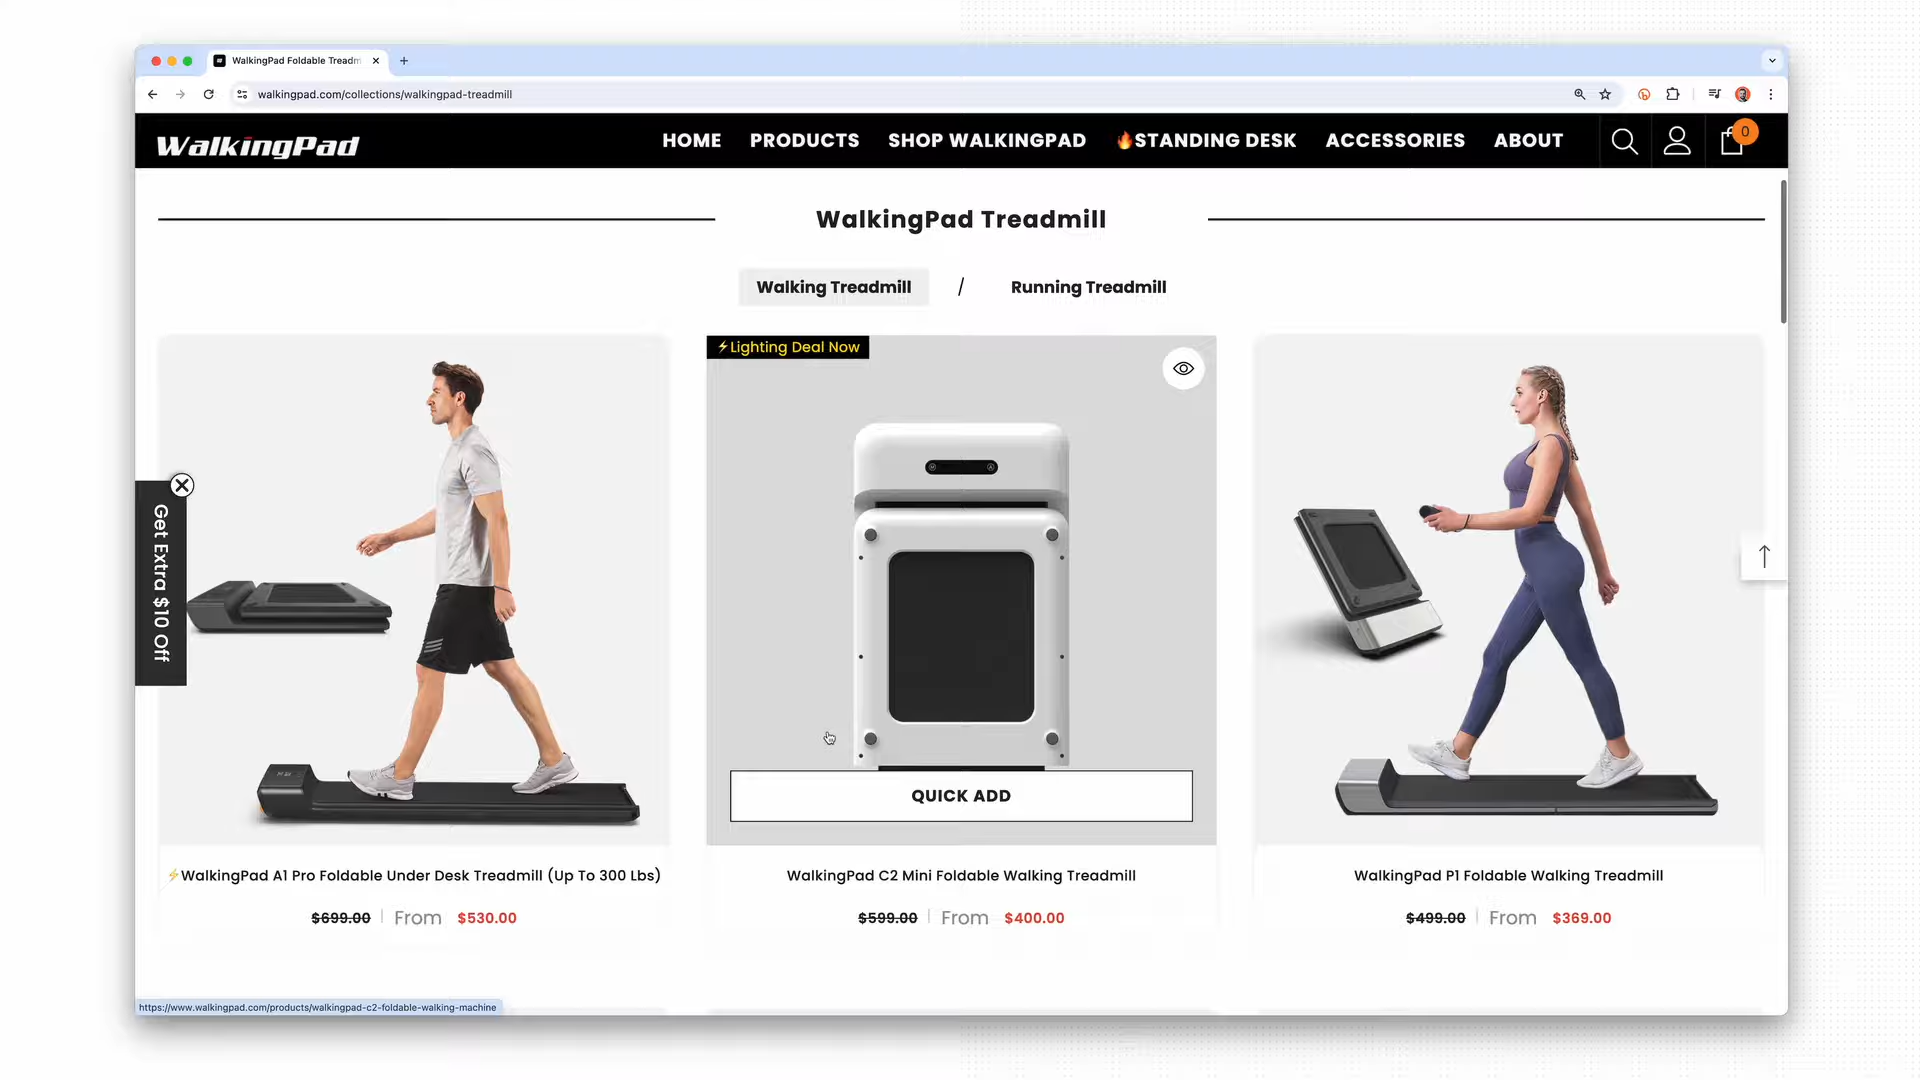 WalkingPad Foldable Treadm
walkingpad.com/collections/walkingpad-treadmill
WalkingPad
HOME
PRODUCTS
SHOP WALKINGPAD
🔥STANDING DESK
ACCESSORIES
ABOUT
0
WalkingPad Treadmill
Walking Treadmill
/
Running Treadmill
⚡Lighting Deal Now
Get Extra $10 Off
QUICK ADD
⚡WalkingPad A1 Pro Foldable Under Desk Treadmill (Up To 300 Lbs)
$699.00 | From $530.00
WalkingPad C2 Mini Foldable Walking Treadmill
$599.00 | From $400.00
WalkingPad P1 Foldable Walking Treadmill
$499.00 | From $369.00
https://www.walkingpad.com/products/walkingpad-c2-foldable-walking-machine